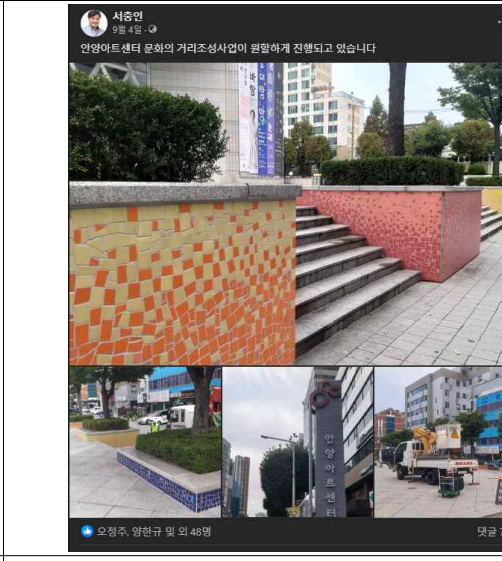 서충인
9월 4일
안양아트센터 문화의 거리조성사업이 원할하게 진행되고 있습니다
안양아트센터
오정주, 양한규 및 외 48명
댓글